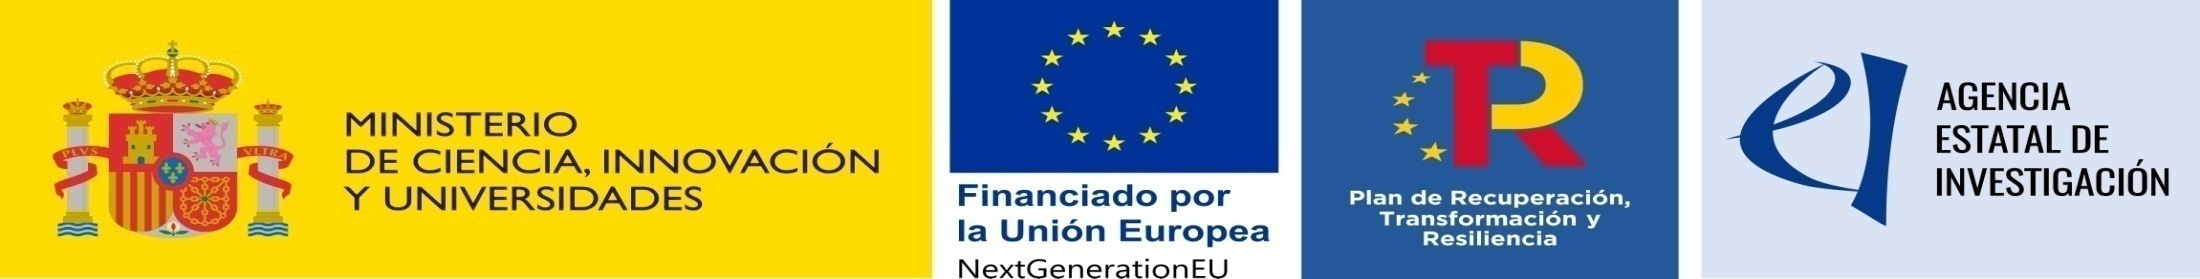 PLVS VLTRA
MINISTERIO
DE CIENCIA, INNOVACIÓN
Y UNIVERSIDADES
Financiado por
la Unión Europea
NextGenerationEU
TR
Plan de Recuperación,
Transformación y
Resiliencia
AGENCIA
ESTATAL DE
INVESTIGACIÓN